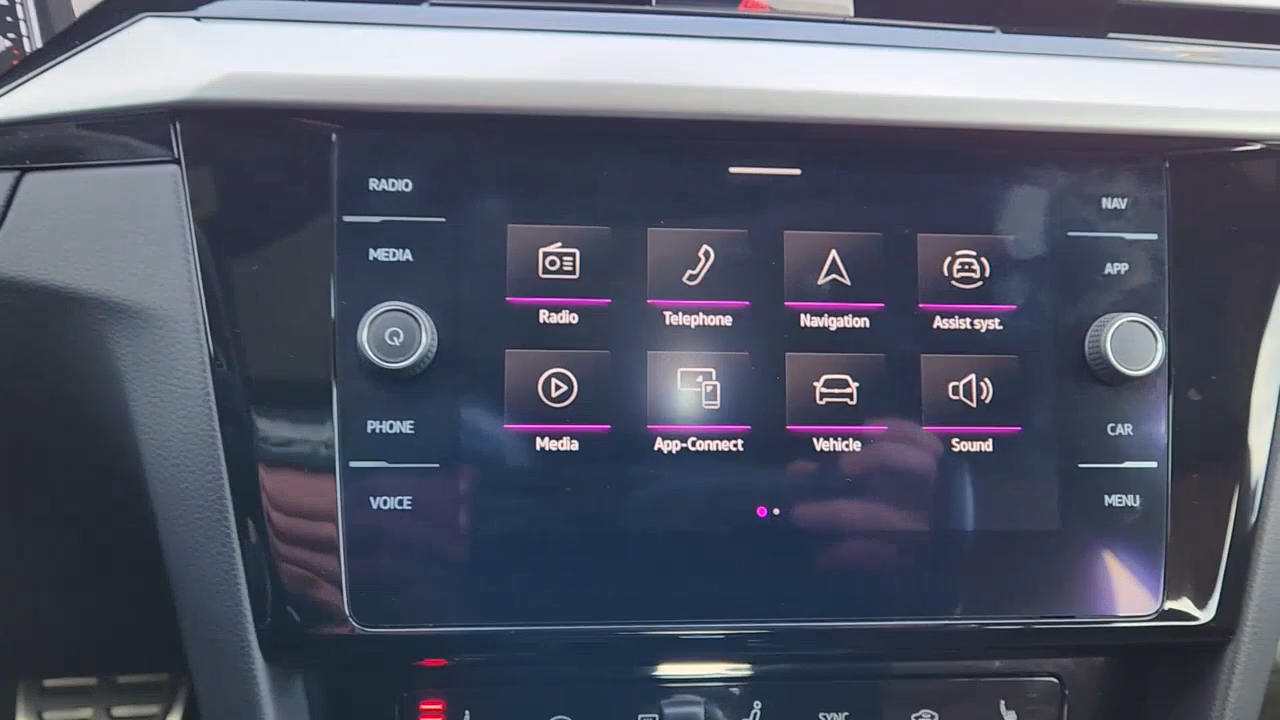 RADIO
MEDIA
PHONE
VOICE
Radio
Telephone
Navigation
Assist syst.
Media
App-Connect
Vehicle
Sound
NAV
APP
CAR
MENU
SYNC